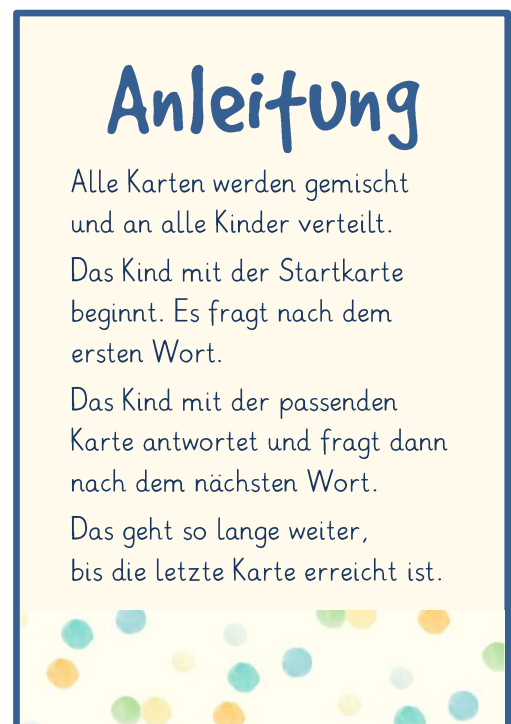 Anleitung
Alle Karten werden gemischt
und an alle Kinder verteilt.
Das Kind mit der Startkarte
beginnt. Es fragt nach dem
ersten Wort.
Das Kind mit der passenden
Karte antwortet und fragt dann
nach dem nächsten Wort.
Das geht so lange weiter,
bis die letzte Karte erreicht ist.